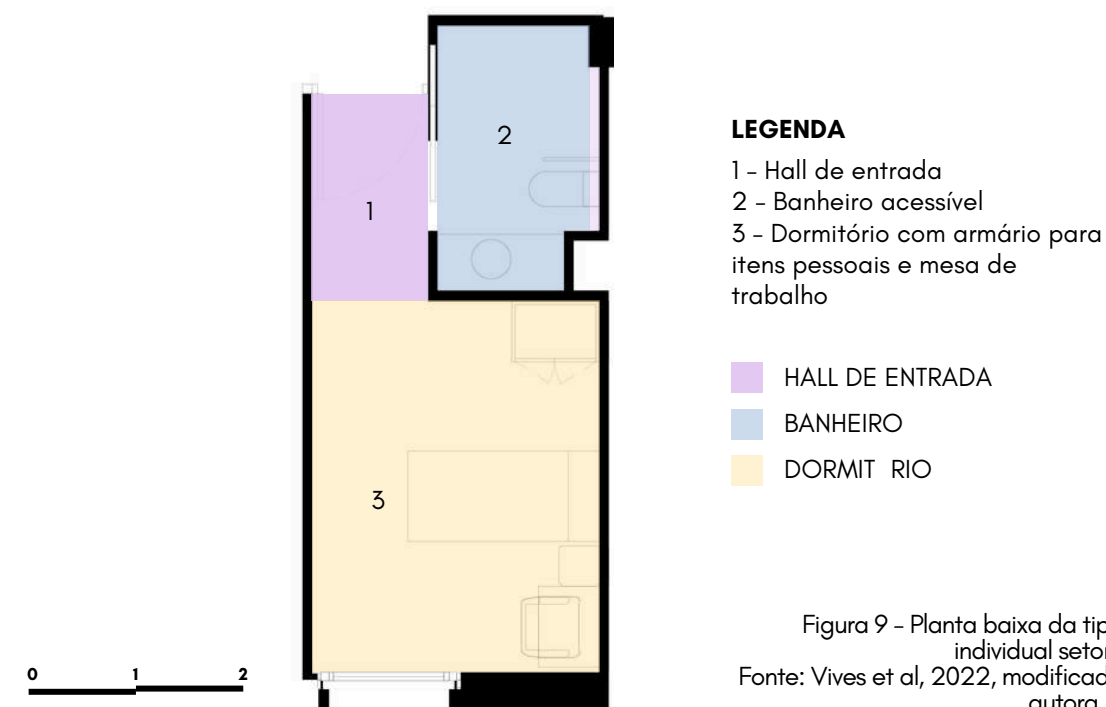 2
1
3
0 1 2
LEGENDA
1 - Hall de entrada
2 - Banheiro acessível
3 - Dormitório com armário para
itens pessoais e mesa de
trabalho
HALL DE ENTRADA
BANHEIRO
DORMIT RIO
Figura 9 - Planta baixa da tip
individual seto
Fonte: Vives et al, 2022, modificad
autora